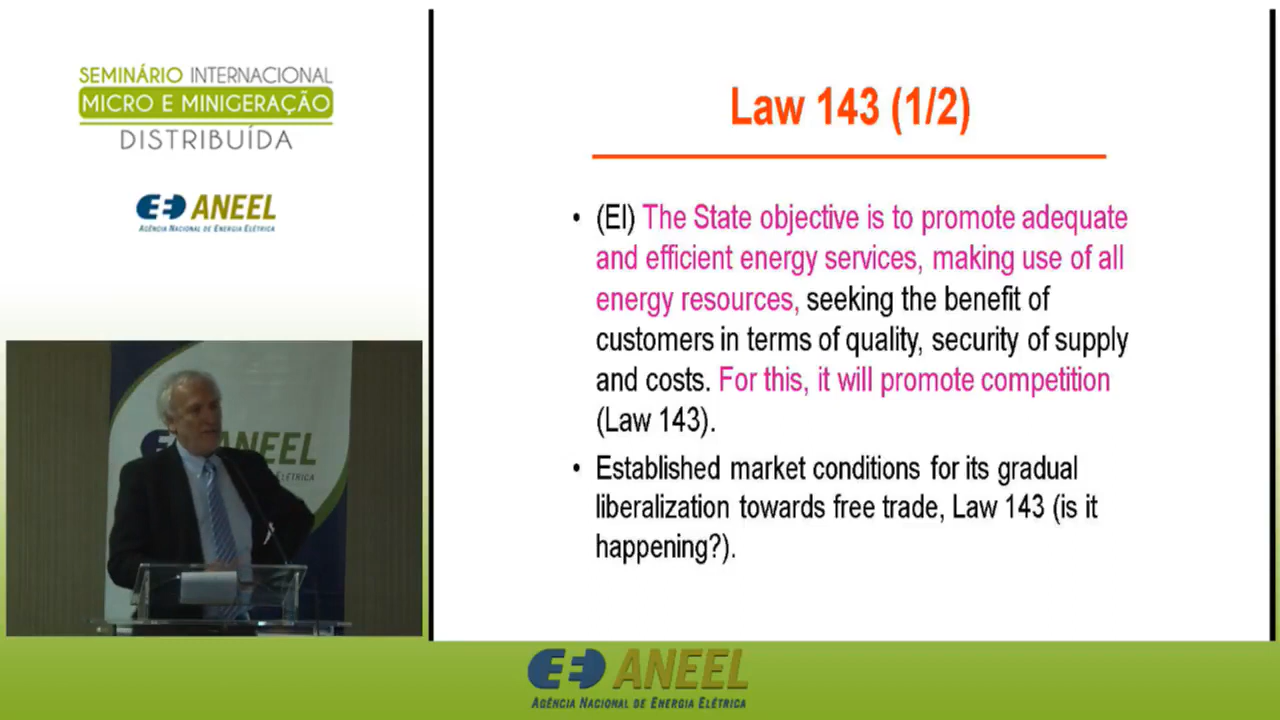 SEMINÁRIO INTERNACIONAL
MICRO E MINIGERAÇÃO
DISTRIBUÍDA
ANEEL
AGÊNCIA NACIONAL DE ENERGIA ELÉTRICA
Law 143 (1/2)
• (EI) The State objective is to promote adequate
and efficient energy services, making use of all
energy resources, seeking the benefit of
customers in terms of quality, security of supply
and costs. For this, it will promote competition
(Law 143).
• Established market conditions for its gradual
liberalization towards free trade, Law 143 (is it
happening?).
ANEEL
ELÉTRICA
ANEEL
AGÊNCIA NACIONAL DE ENERGIA ELÉTRICA